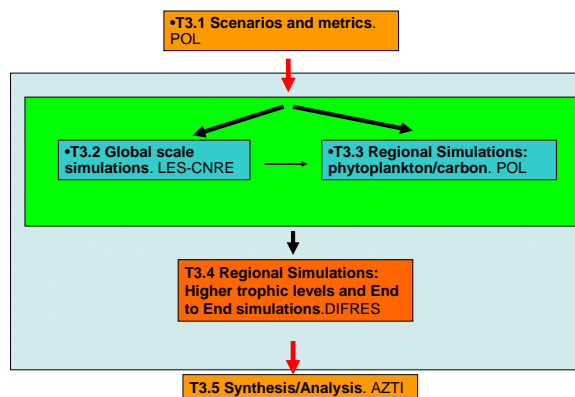 •T3.1 Scenarios and metrics.
POL
•T3.2 Global scale
simulations. LES-CNRE
•T3.3 Regional Simulations:
phytoplankton/carbon. POL
T3.4 Regional Simulations:
Higher trophic levels and End
to End simulations.DIFRES
T3.5 Synthesis/Analysis. AZTI